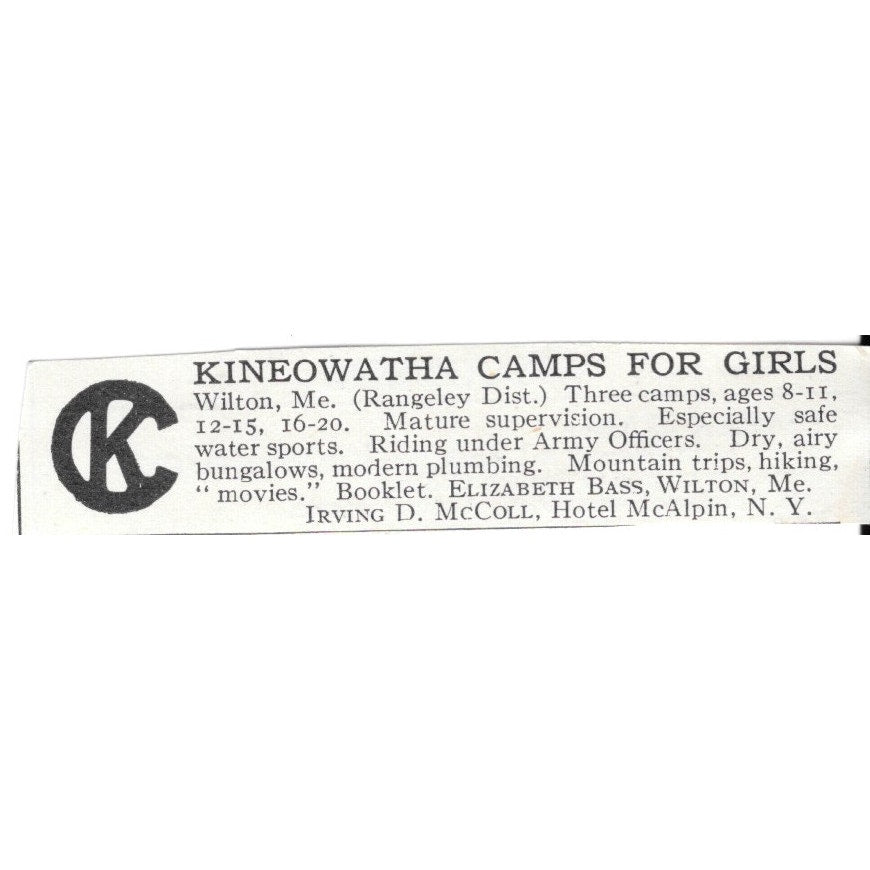 KC
KINEOWATHA CAMPS FOR GIRLS
Wilton, Me. (Rangeley Dist.) Three camps, ages 8-11,
12-15, 16-20. Mature supervision. Especially safe
water sports. Riding under Army Officers. Dry, airy
bungalows, modern plumbing. Mountain trips, hiking,
“ movies.” Booklet. ELIZABETH BASS, WILTON, Me.
IRVING D. MCCOLL, Hotel McAlpin, N. Y.